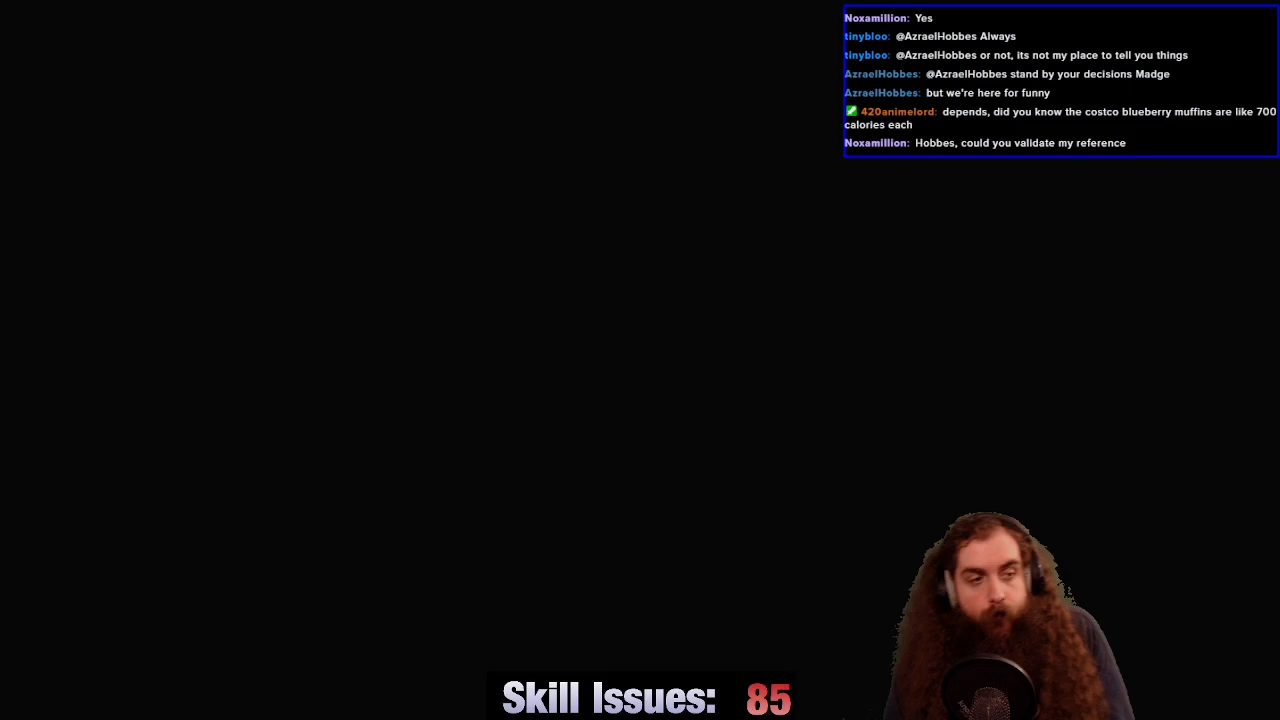 Noxamillion: Yes
tinybloo: @AzraelHobbes Always
tinybloo: @AzraelHobbes or not, its not my place to tell you things
AzraelHobbes: @AzraelHobbes stand by your decisions Madge
AzraelHobbes: but we're here for funny
420animelord: depends, did you know the costco blueberry muffins are like 700
calories each
Noxamillion: Hobbes, could you validate my reference
Skill Issues: 85